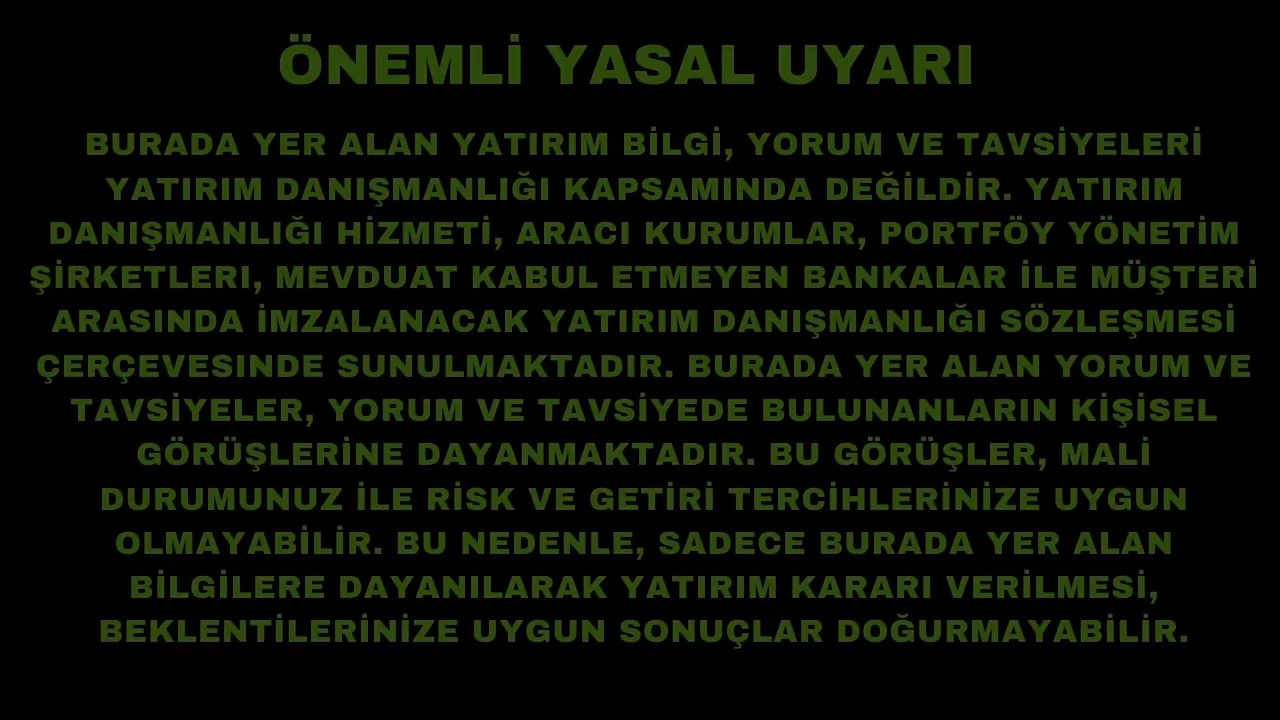 ÖNEMLİ YASAL UYARI
BURADA YER ALAN YATIRIM BİLGİ, YORUM VE TAVSİYELERİ
YATIRIM DANIŞMANLIĞI KAPSAMINDA DEĞİLDİR. YATIRIM
DANIŞMANLIĞI HİZMETİ, ARACI KURUMLAR, PORTFÖY YÖNETİM
ŞİRKETLERI, MEVDUAT KABUL ETMEYEN BANKALAR İLE MÜŞTERİ
ARASINDA İMZALANACAK YATIRIM DANIŞMANLIĞI SÖZLEŞMESİ
ÇERÇEVESINDE SUNULMAKTADIR. BURADA YER ALAN YORUM VE
TAVSİYELER, YORUM VE TAVSİYEDE BULUNANLARIN KİŞİSEL
GÖRÜŞLERİNE DAYANMAKTADIR. BU GÖRÜŞLER, MALİ
DURUMUNUZ İLE RİSK VE GETİRİ TERCİHLERİNİZE UYGUN
OLMAYABİLİR. BU NEDENLE, SADECE BURADA YER ALAN
BİLGİLERE DAYANILARAK YATIRIM KARARI VERİLMESİ,
BEKLENTİLERİNİZE UYGUN SONUÇLAR DOĞURMAYABİLİR.